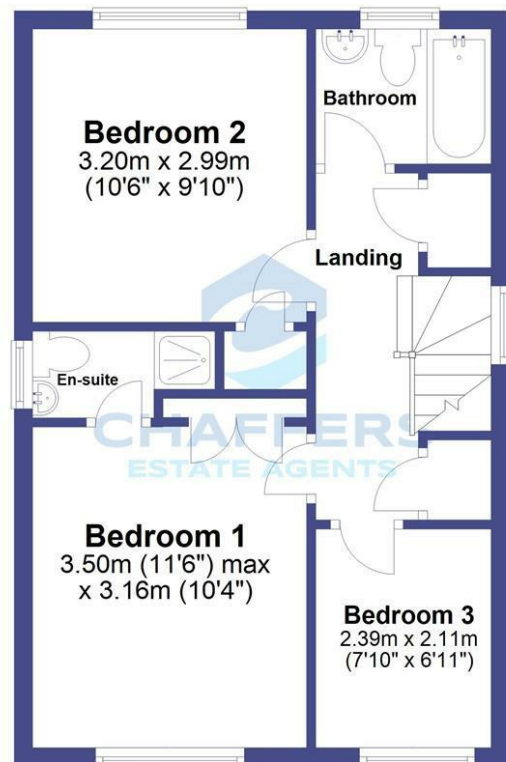 Bedroom 2
3.20m x 2.99m
(10'6" x 9'10")
Bathroom
Landing
En-suite
CHAFFERS
ESTATE AGENTS
Bedroom 1
3.50m (11'6") max
x 3.16m (10'4")
Bedroom 3
2.39m x 2.11m
(7'10" x 6'11")